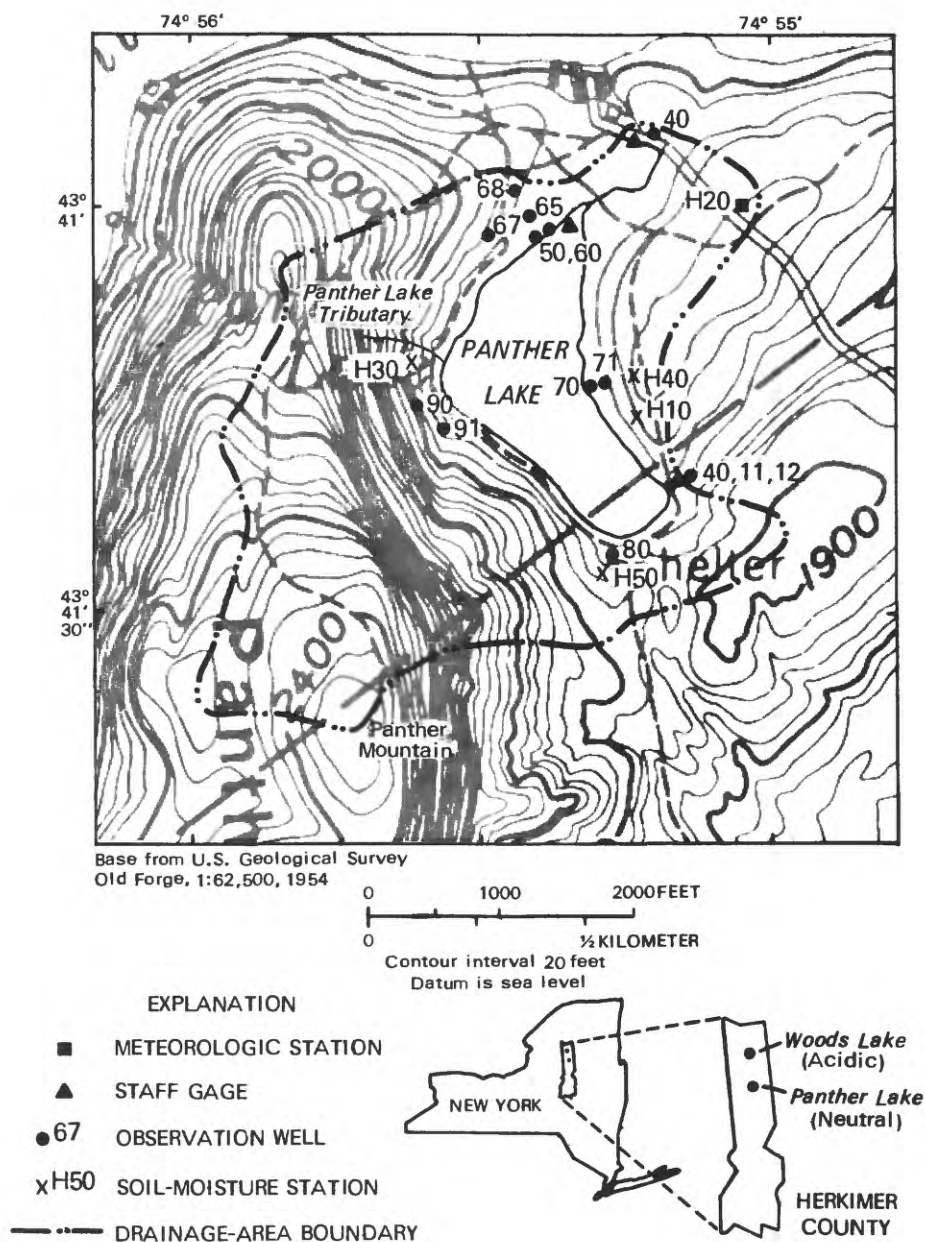 74° 56'
74° 55'
43°
41'
2000
40
H20
68
65
67
50,60
Panther Lake
Tributary
PANTHER
LAKE
H30
71
70
H40
H10
90
91
40,11,12
80
H50
helter
1900
43°
41'
30"
2400
Panth
Panther
Mountain
Base from U.S. Geological Survey
Old Forge, 1:62,500, 1954
0 1000 2000 FEET
0 ½ KILOMETER
Contour interval 20 feet
Datum is sea level
EXPLANATION
METEOROLOGIC STATION
STAFF GAGE
67 OBSERVATION WELL
H50 SOIL-MOISTURE STATION
DRAINAGE-AREA BOUNDARY
NEW YORK
Woods Lake
(Acidic)
Panther Lake
(Neutral)
HERKIMER
COUNTY